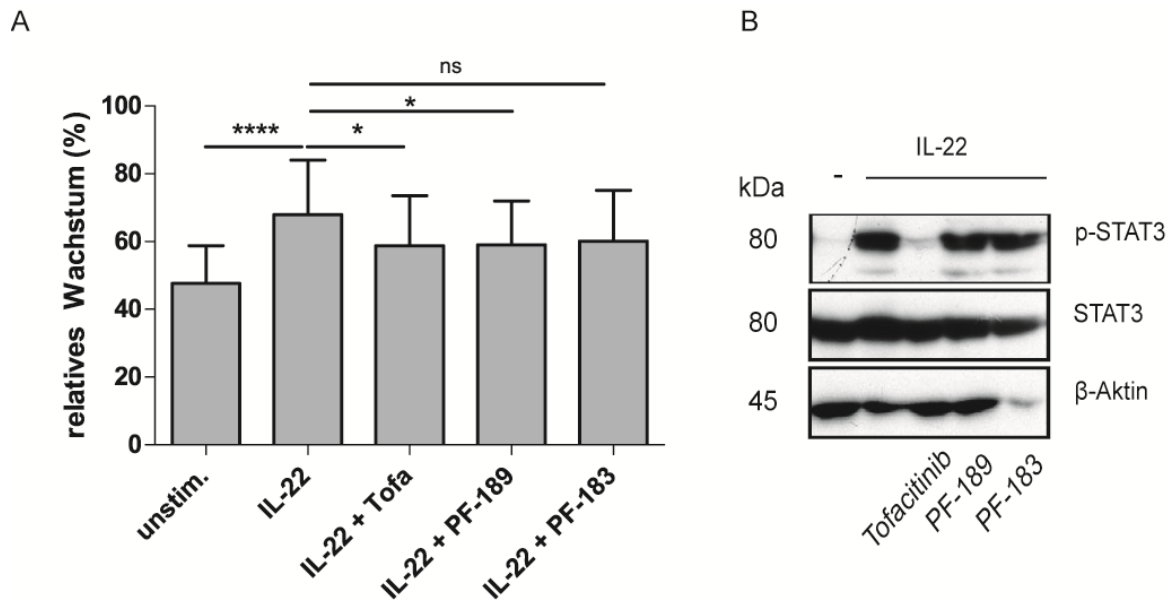 A
relatives Wachstum (%)
100
80
60
40
20
0
ns
*
****
*
unstim.
IL-22
IL-22 + Tofa
IL-22 + PF-189
IL-22 + PF-183
B
IL-22
kDa
-
80
p-STAT3
80
STAT3
45
β-Aktin
Tofacitinib
PF-189
PF-183